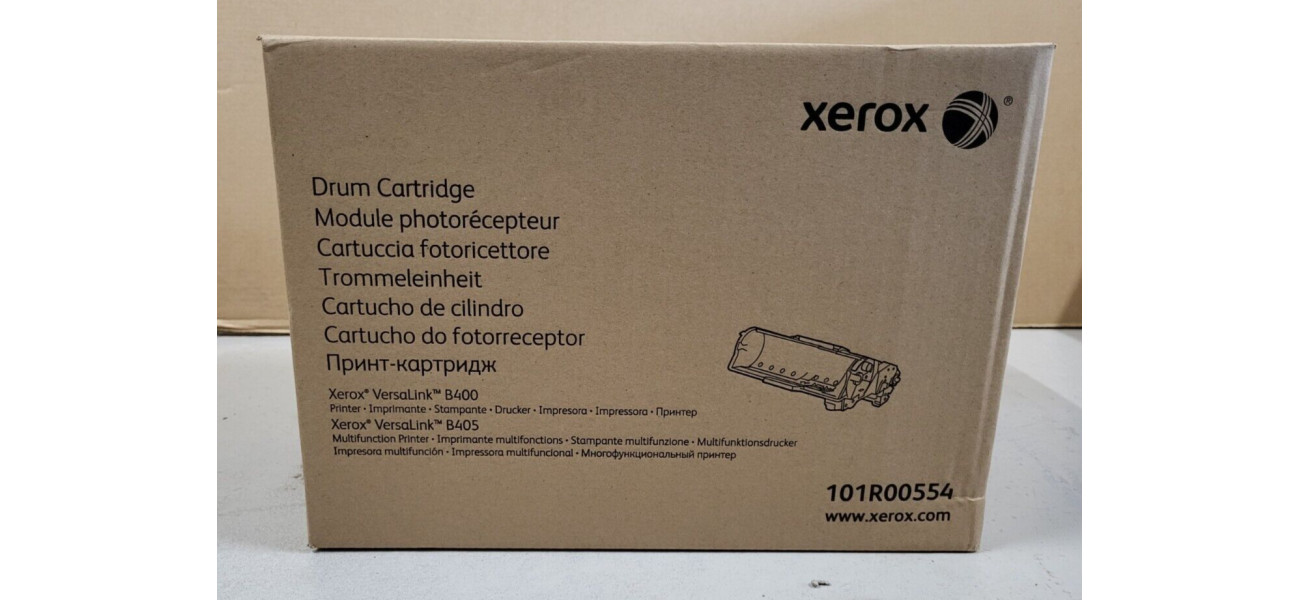 xerox ®
Drum Cartridge
Module photorécepteur
Cartuccia fotoricettore
Trommeleinheit
Cartucho de cilindro
Cartucho do fotorreceptor
Принт-картридж
Xerox® VersaLink™ B400
Printer • Imprimante • Stampante • Drucker • Impresora • Impressora • Принтер
Xerox® VersaLink™ B405
Multifunction Printer • Imprimante multifonctions • Stampante multifunzione • Multifunktionsdrucker
Impresora multifunción • Impressora multifuncional • Многофункциональный принтер
101R00554
www.xerox.com